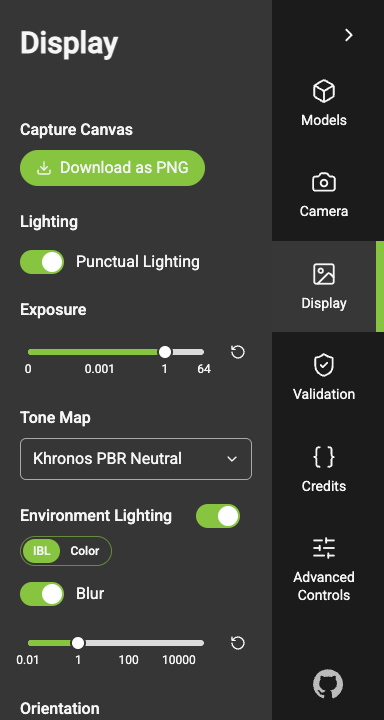 Display
Capture Canvas
Download as PNG
Lighting
Punctual Lighting
Exposure
0 0.001 1 64
Tone Map
Khronos PBR Neutral
Environment Lighting
IBL Color
Blur
0.01 1 100 10000
Orientation
Models
Camera
Display
Validation
Credits
Advanced
Controls